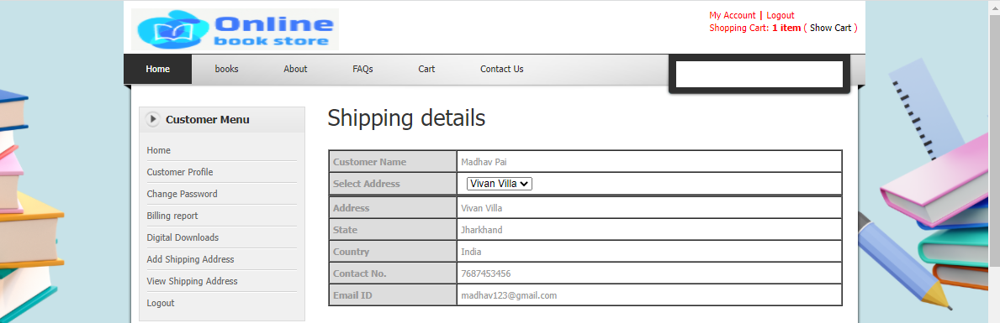 Online
book store
My Account | Logout
Shopping Cart: 1 item ( Show Cart )
Home books About FAQs Cart Contact Us
Customer Menu
Home
Customer Profile
Change Password
Billing report
Digital Downloads
Add Shipping Address
View Shipping Address
Logout
Shipping details
Customer Name Madhav Pai
Select Address Vivan Villa
Address Vivan Villa
State Jharkhand
Country India
Contact No. 7687453456
Email ID madhav123@gmail.com